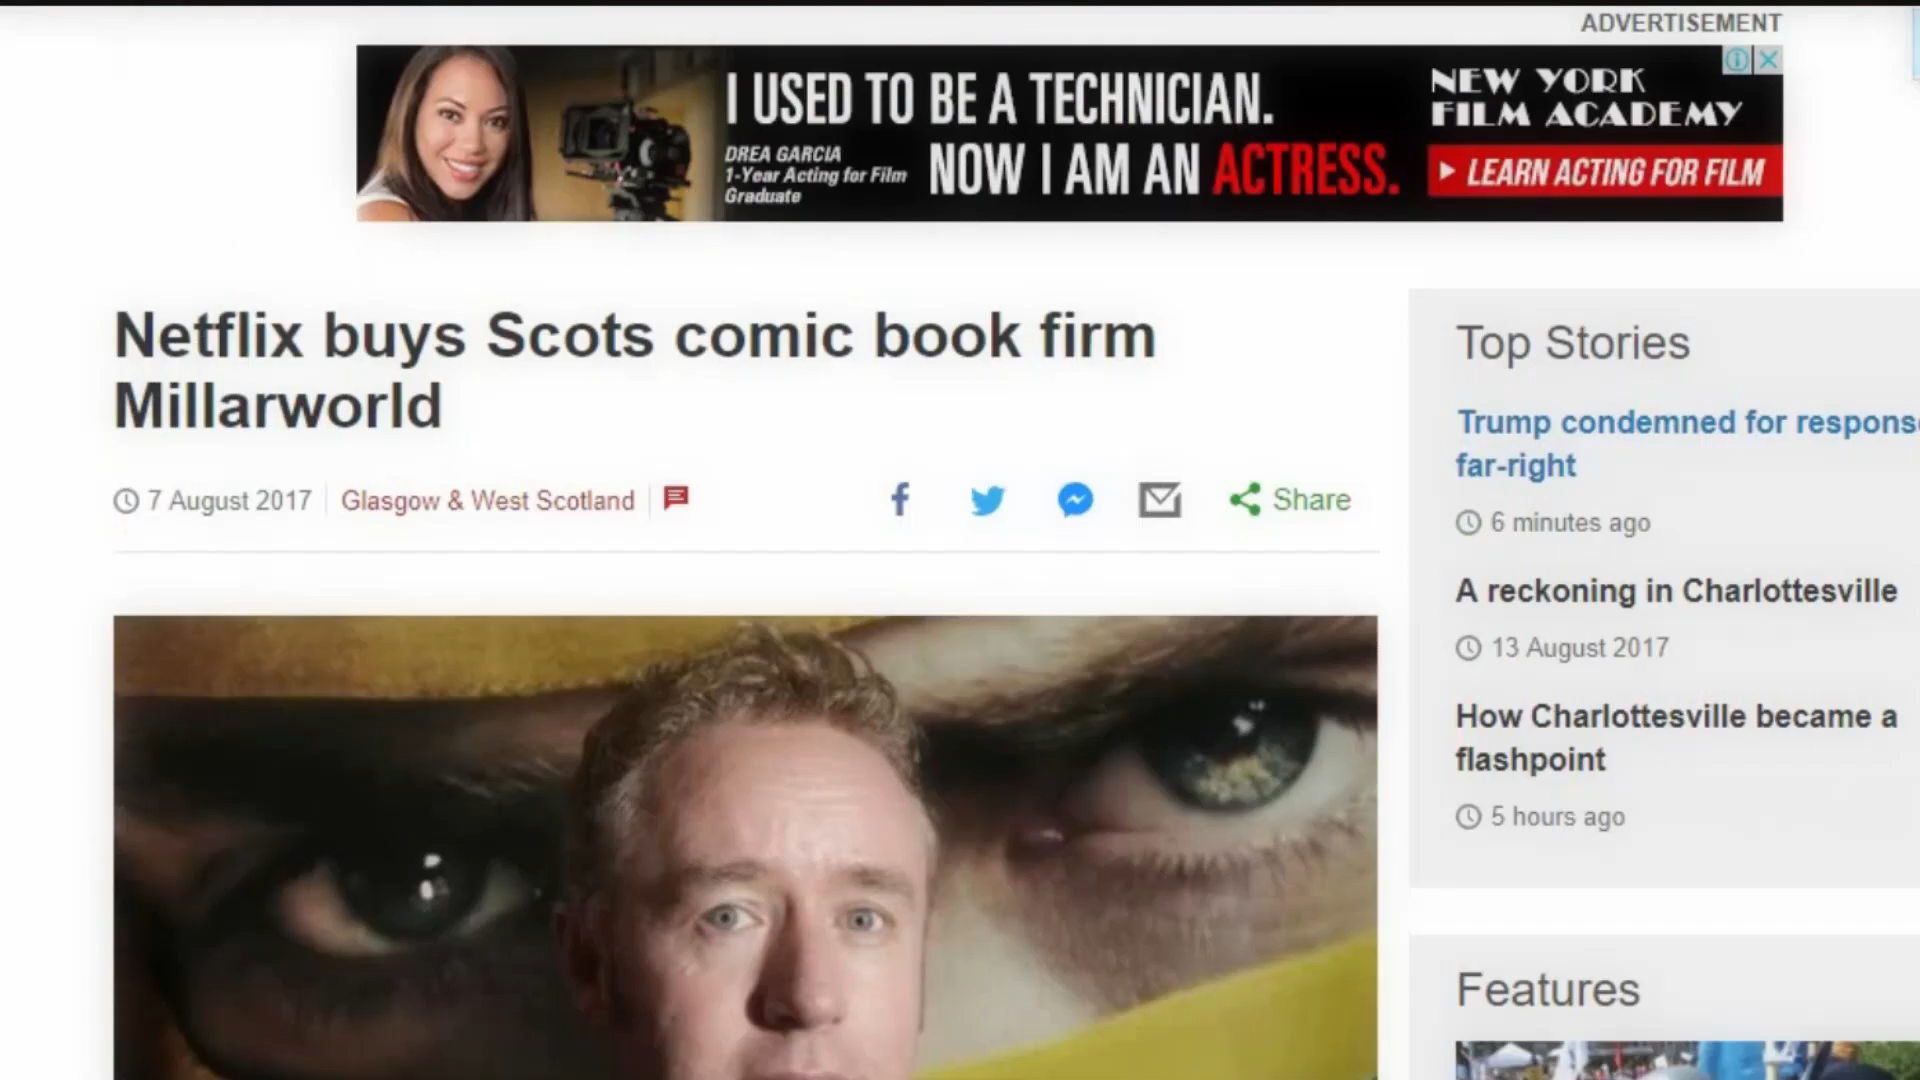 ADVERTISEMENT
I USED TO BE A TECHNICIAN.
DREA GARCIA
1-Year Acting for Film
Graduate
NOW I AM AN ACTRESS.
NEW YORK
FILM ACADEMY
LEARN ACTING FOR FILM
Netflix buys Scots comic book firm
Millarworld
7 August 2017
Glasgow & West Scotland
Share
Top Stories
Trump condemned for respons
far-right
6 minutes ago
A reckoning in Charlottesville
13 August 2017
How Charlottesville became a
flashpoint
5 hours ago
Features